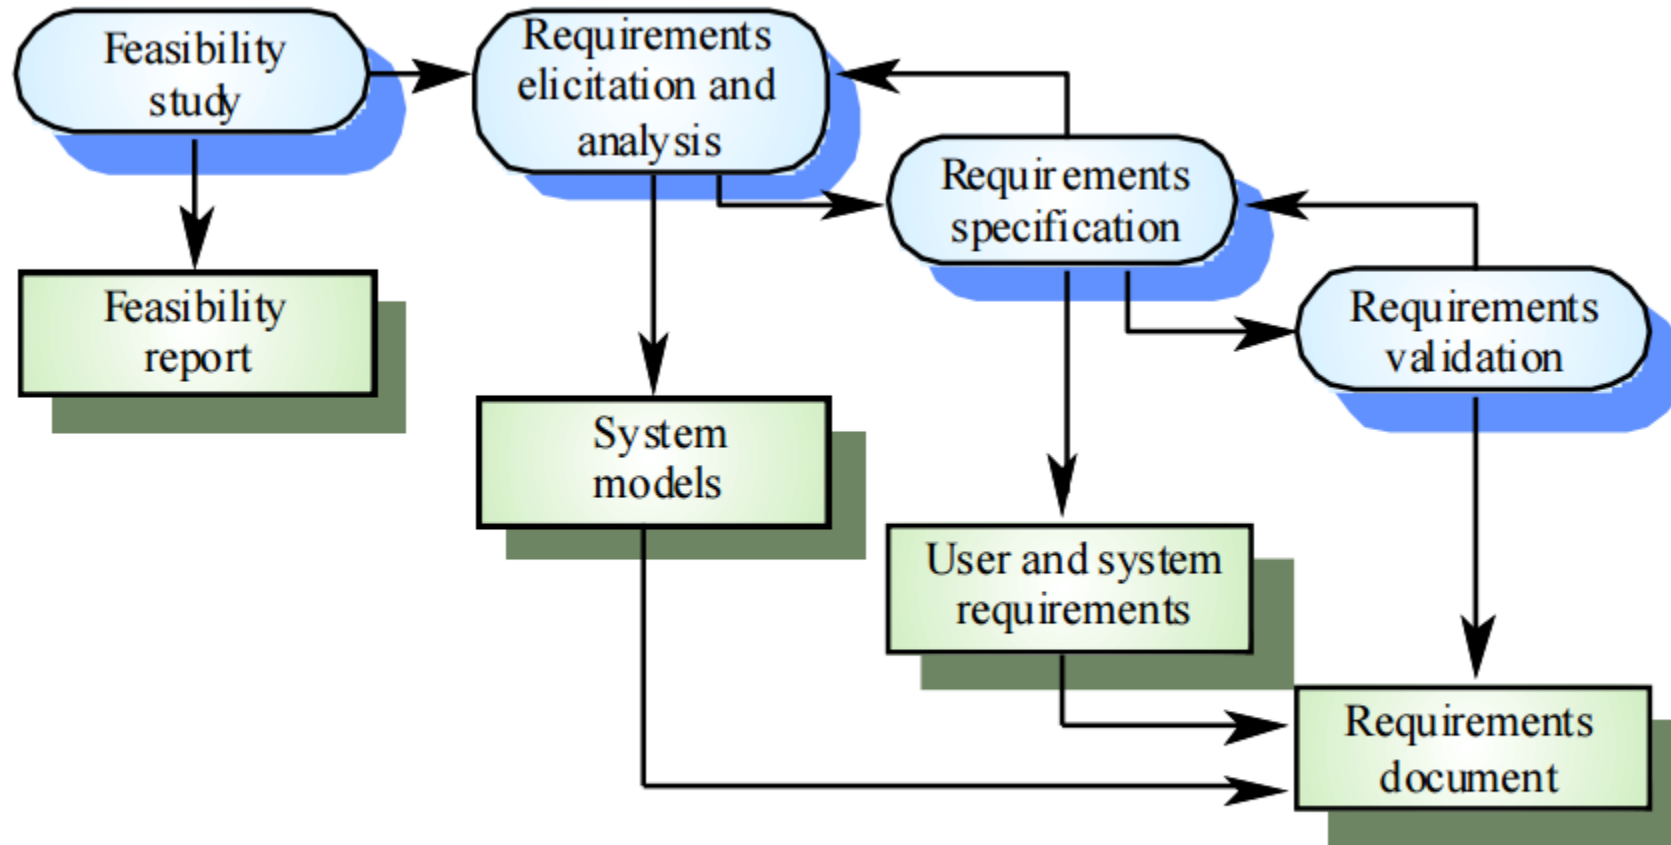 Feasibility
study
Requirements
elicitation and
analysis
Requirements
specification
Requirements
validation
Feasibility
report
System
models
User and system
requirements
Requirements
document